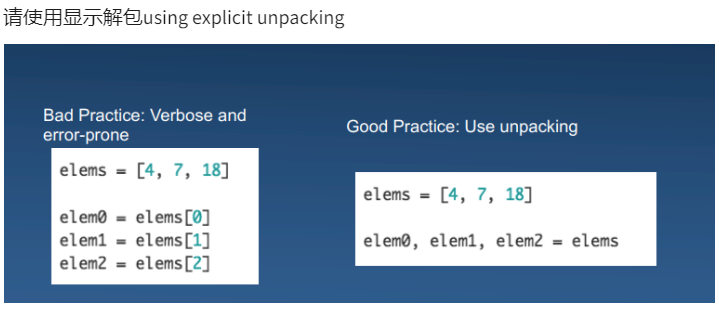 请使用显示解包using explicit unpacking
Bad Practice: Verbose and
error-prone
elems = [4, 7, 18]
elem0 = elems[0]
elem1 = elems[1]
elem2 = elems[2]
Good Practice: Use unpacking
elems = [4, 7, 18]
elem0, elem1, elem2 = elems